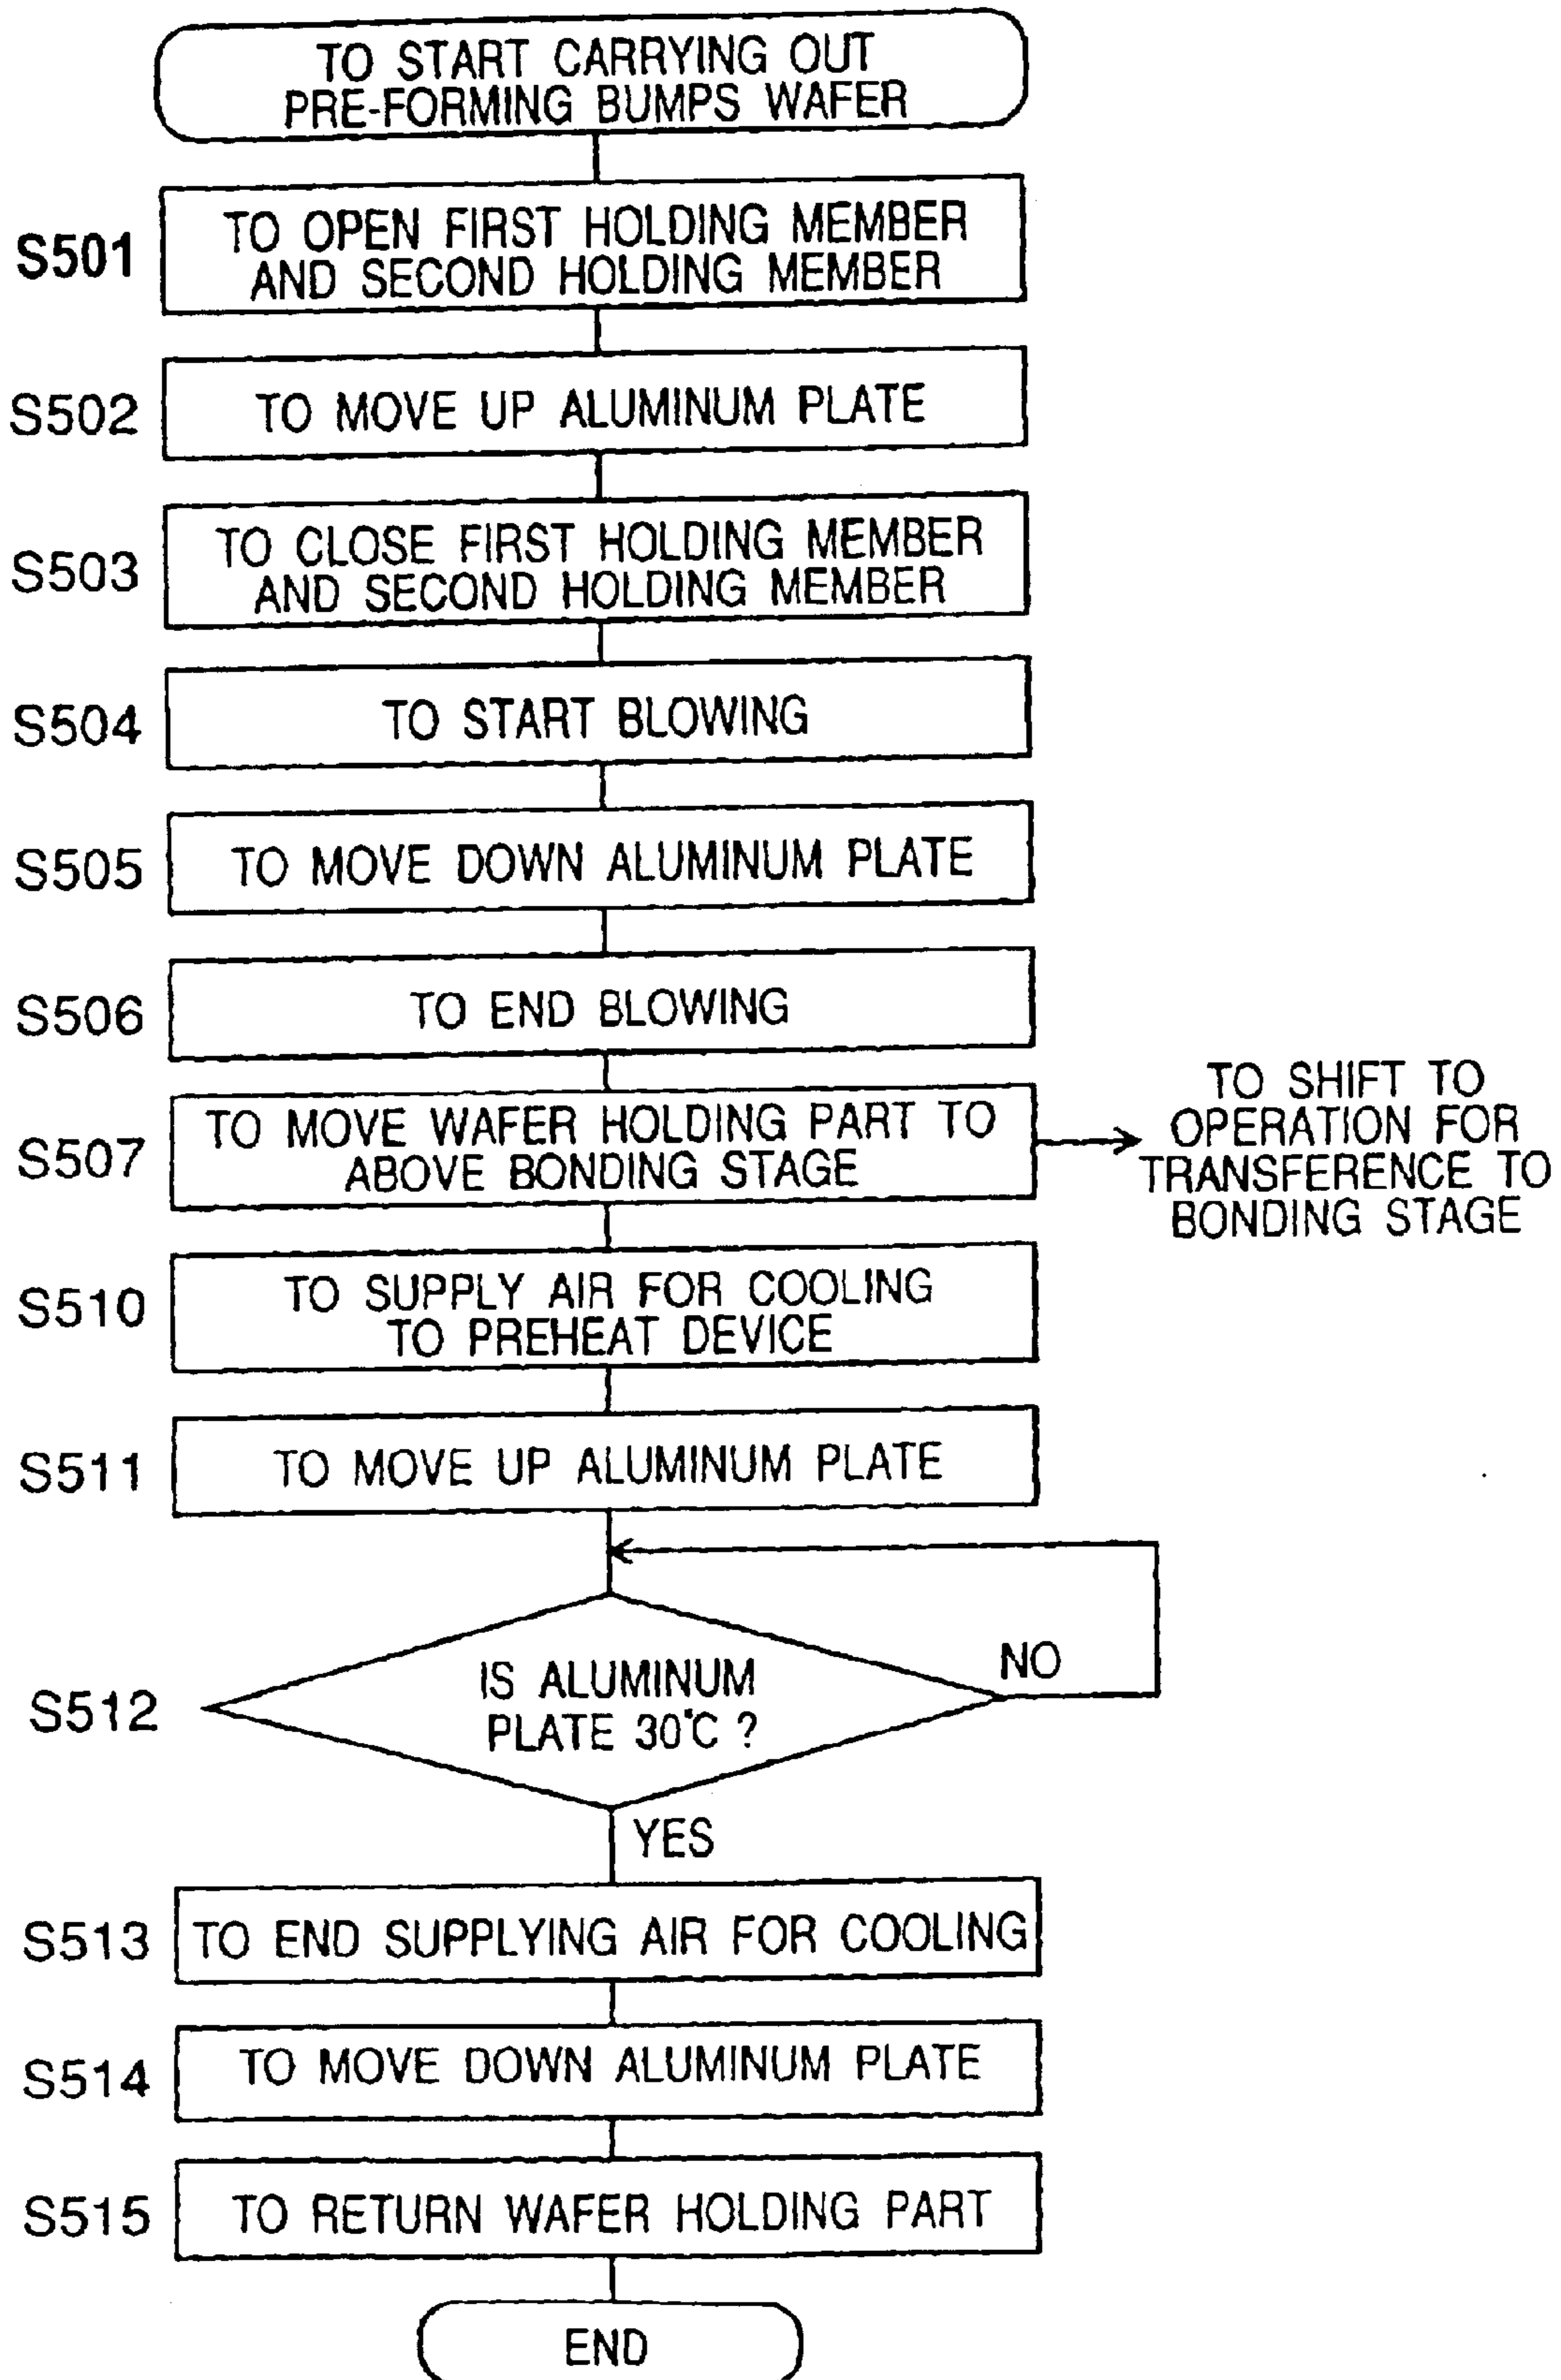 TO START CARRYING OUT
PRE-FORMING BUMPS WAFER
S501
TO OPEN FIRST HOLDING MEMBER
AND SECOND HOLDING MEMBER
S502
TO MOVE UP ALUMINUM PLATE
S503
TO CLOSE FIRST HOLDING MEMBER
AND SECOND HOLDING MEMBER
S504
TO START BLOWING
S505
TO MOVE DOWN ALUMINUM PLATE
S506
TO END BLOWING
S507
TO MOVE WAFER HOLDING PART TO
ABOVE BONDING STAGE
TO SHIFT TO
OPERATION FOR
TRANSFERENCE TO
BONDING STAGE
S510
TO SUPPLY AIR FOR COOLING
TO PREHEAT DEVICE
S511
TO MOVE UP ALUMINUM PLATE
S512
IS ALUMINUM
PLATE 30°C ?
NO
YES
S513
TO END SUPPLYING AIR FOR COOLING
S514
TO MOVE DOWN ALUMINUM PLATE
S515
TO RETURN WAFER HOLDING PART
END